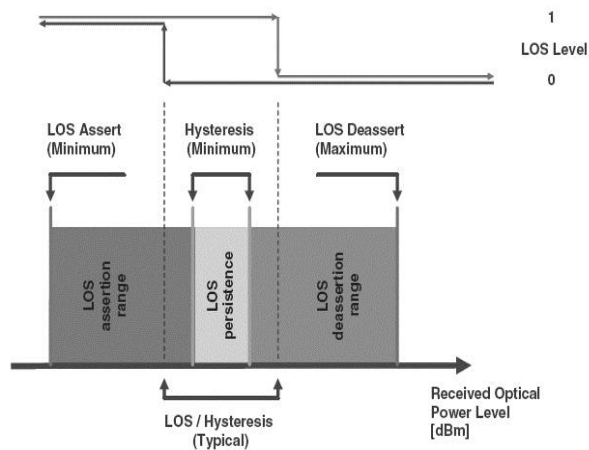 1
LOS Level
0
LOS Assert
(Minimum)
Hysteresis
(Minimum)
LOS Deassert
(Maximum)
LOS
assertion
range
LOS
persistence
LOS
deassertion
range
LOS / Hysteresis
(Typical)
Received Optical
Power Level
[dBm]